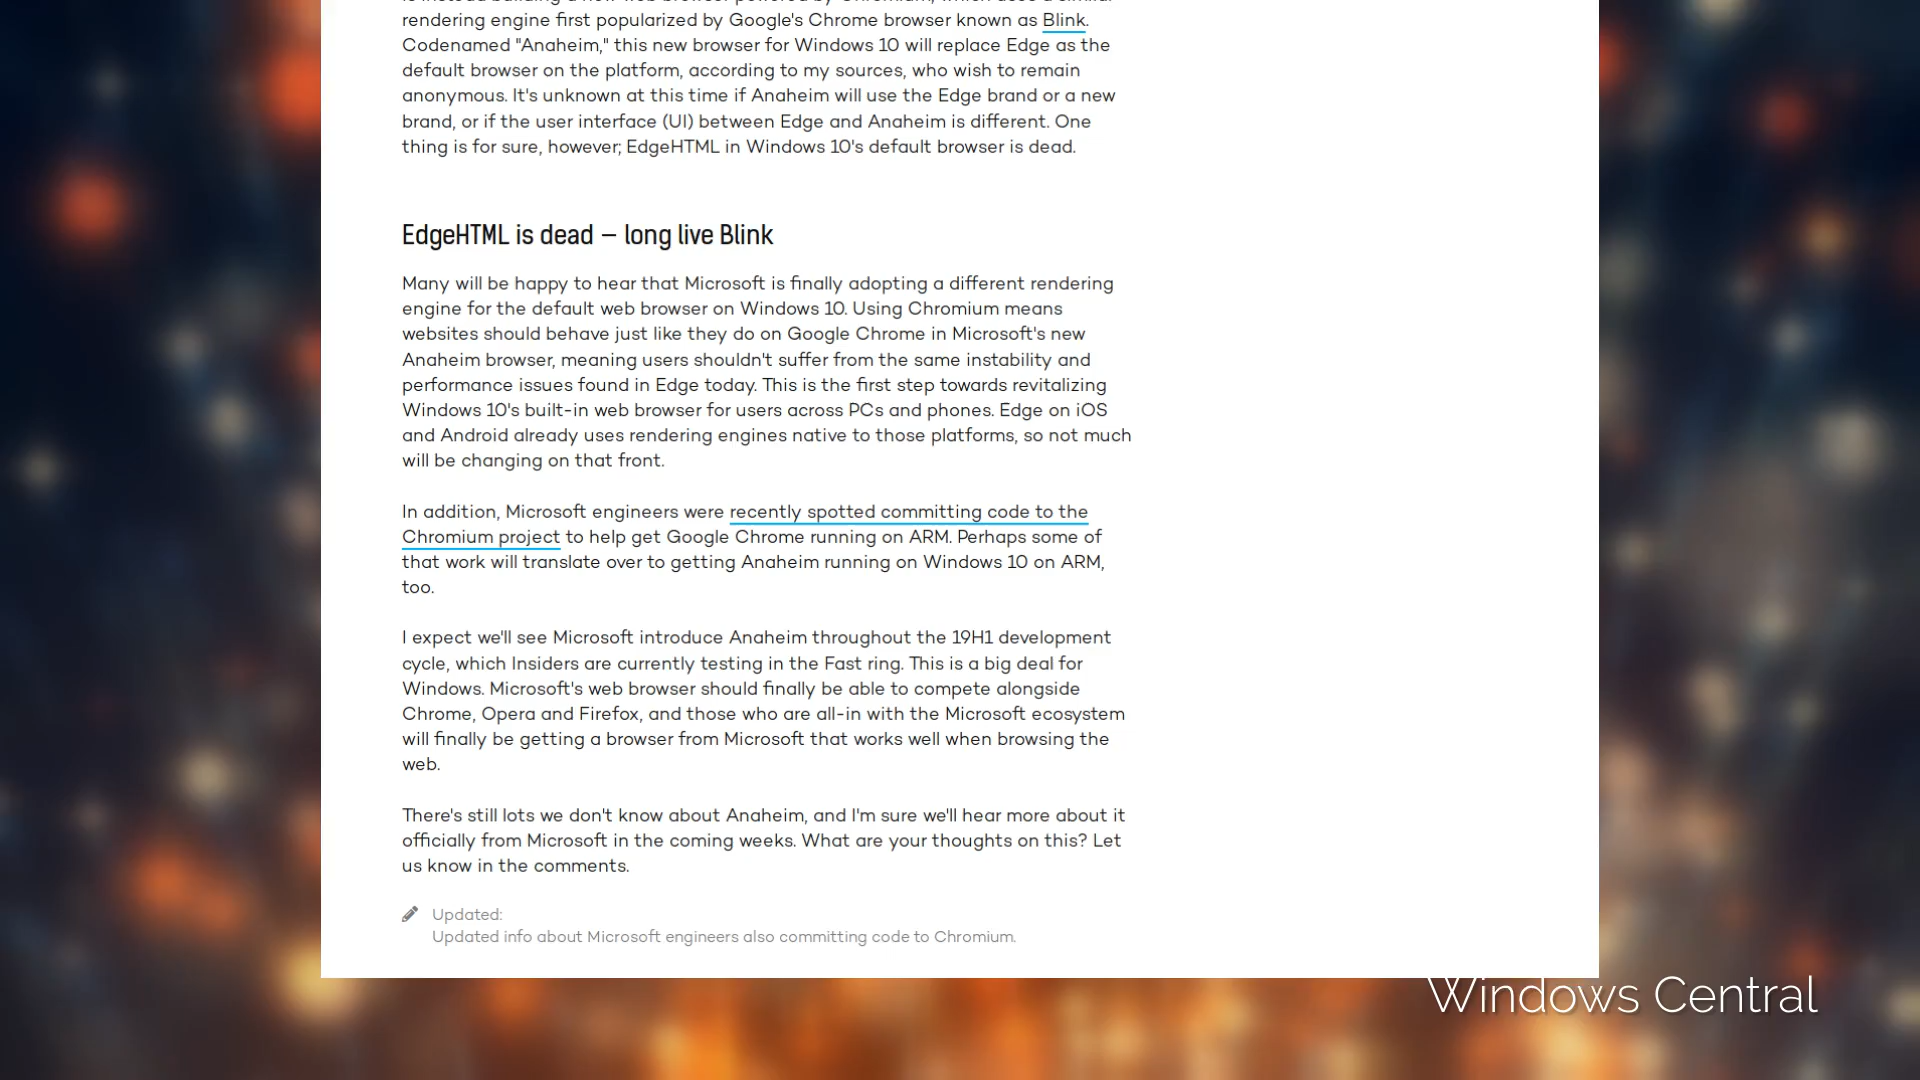 rendering engine first popularized by Google's Chrome browser known as Blink.
Codenamed "Anaheim," this new browser for Windows 10 will replace Edge as the
default browser on the platform, according to my sources, who wish to remain
anonymous. It's unknown at this time if Anaheim will use the Edge brand or a new
brand, or if the user interface (UI) between Edge and Anaheim is different. One
thing is for sure, however; EdgeHTML in Windows 10's default browser is dead.
EdgeHTML is dead – long live Blink
Many will be happy to hear that Microsoft is finally adopting a different rendering
engine for the default web browser on Windows 10. Using Chromium means
websites should behave just like they do on Google Chrome in Microsoft's new
Anaheim browser, meaning users shouldn't suffer from the same instability and
performance issues found in Edge today. This is the first step towards revitalizing
Windows 10's built-in web browser for users across PCs and phones. Edge on iOS
and Android already uses rendering engines native to those platforms, so not much
will be changing on that front.
In addition, Microsoft engineers were recently spotted committing code to the
Chromium project to help get Google Chrome running on ARM. Perhaps some of
that work will translate over to getting Anaheim running on Windows 10 on ARM,
too.
I expect we'll see Microsoft introduce Anaheim throughout the 19H1 development
cycle, which Insiders are currently testing in the Fast ring. This is a big deal for
Windows. Microsoft's web browser should finally be able to compete alongside
Chrome, Opera and Firefox, and those who are all-in with the Microsoft ecosystem
will finally be getting a browser from Microsoft that works well when browsing the
web.
There's still lots we don't know about Anaheim, and I'm sure we'll hear more about it
officially from Microsoft in the coming weeks. What are your thoughts on this? Let
us know in the comments.
Updated:
Updated info about Microsoft engineers also committing code to Chromium.
Windows Central